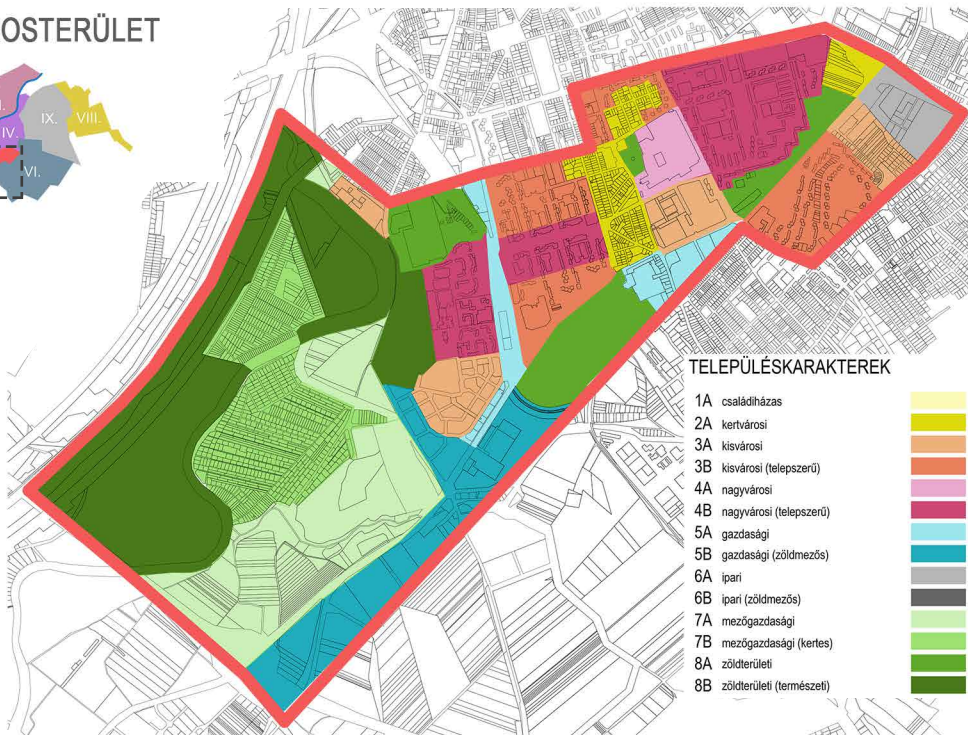 OSTERÜLET
I.
IV.
IX.
VIII.
VI.
TELEPÜLÉSKARAKTEREK
1A családiházas
2A kertvárosi
3A kisvárosi
3B kisvárosi (telepszerű)
4A nagyvárosi
4B nagyvárosi (telepszerű)
5A gazdasági
5B gazdasági (zöldmezős)
6A ipari
6B ipari (zöldmezős)
7A mezőgazdasági
7B mezőgazdasági (kertes)
8A zöldterületi
8B zöldterületi (természeti)